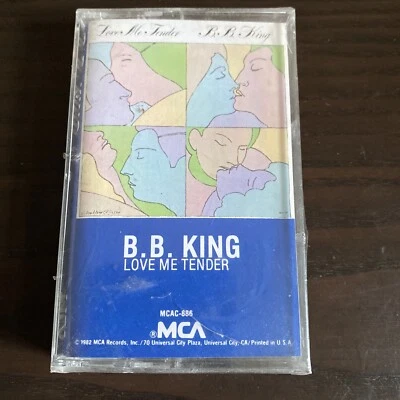 Love Me Tender B.B. King
B.B. KING
LOVE ME TENDER
MCAC-886
®MCA
© 1982 MCA Records, Inc./70 Universal City Plaza, Universal City, CA/Printed in U.S.A.